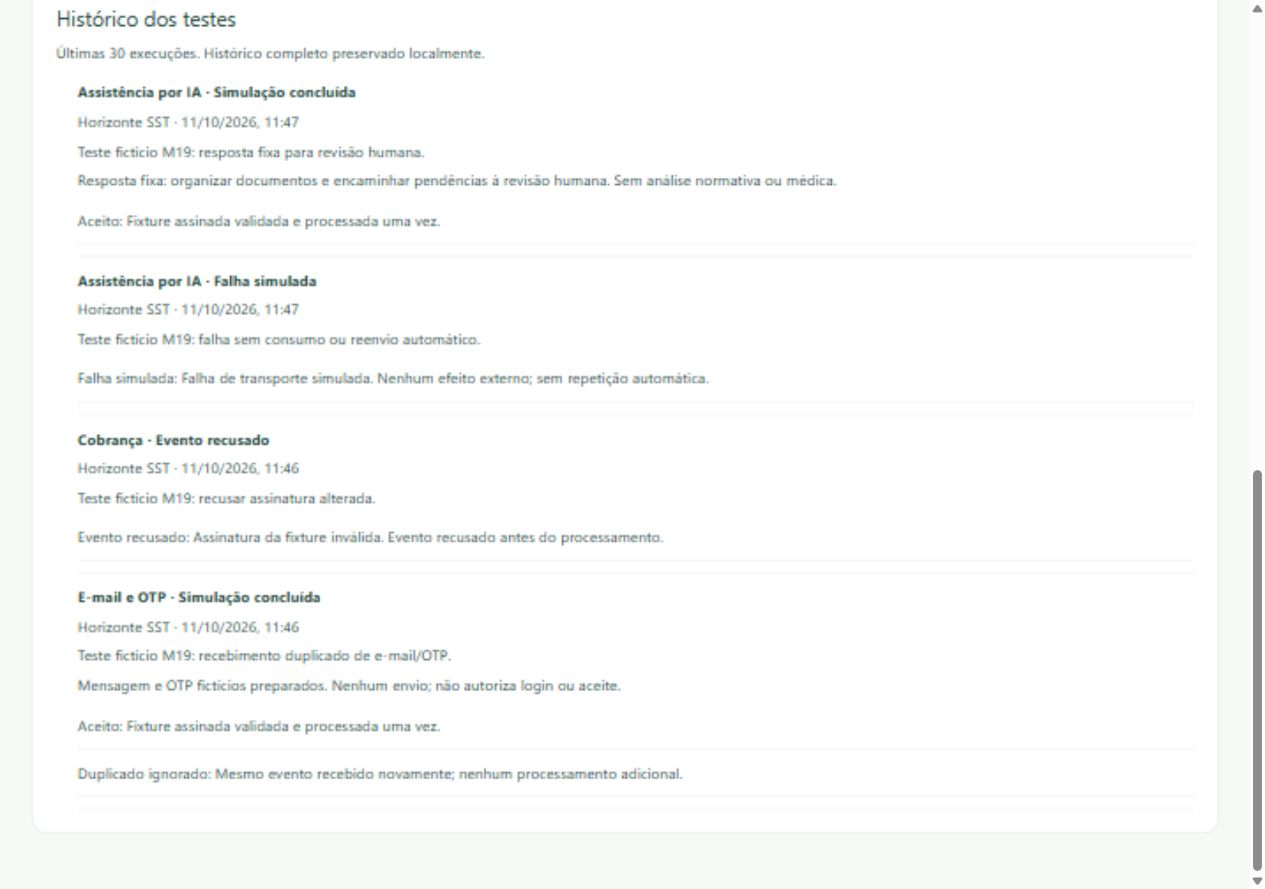 Histórico dos testes
Últimas 30 execuções. Histórico completo preservado localmente.
Assistência por IA · Simulação concluída
Horizonte SST · 11/10/2026, 11:47
Teste fictício M19: resposta fixa para revisão humana.
Resposta fixa: organizar documentos e encaminhar pendências à revisão humana. Sem análise normativa ou médica.
Aceito: Fixture assinada validada e processada uma vez.
Assistência por IA · Falha simulada
Horizonte SST · 11/10/2026, 11:47
Teste fictício M19: falha sem consumo ou reenvio automático.
Falha simulada: Falha de transporte simulada. Nenhum efeito externo; sem repetição automática.
Cobrança · Evento recusado
Horizonte SST · 11/10/2026, 11:46
Teste fictício M19: recusar assinatura alterada.
Evento recusado: Assinatura da fixture inválida. Evento recusado antes do processamento.
E-mail e OTP · Simulação concluída
Horizonte SST · 11/10/2026, 11:46
Teste fictício M19: recebimento duplicado de e-mail/OTP.
Mensagem e OTP fictícios preparados. Nenhum envio; não autoriza login ou aceite.
Aceito: Fixture assinada validada e processada uma vez.
Duplicado ignorado: Mesmo evento recebido novamente; nenhum processamento adicional.